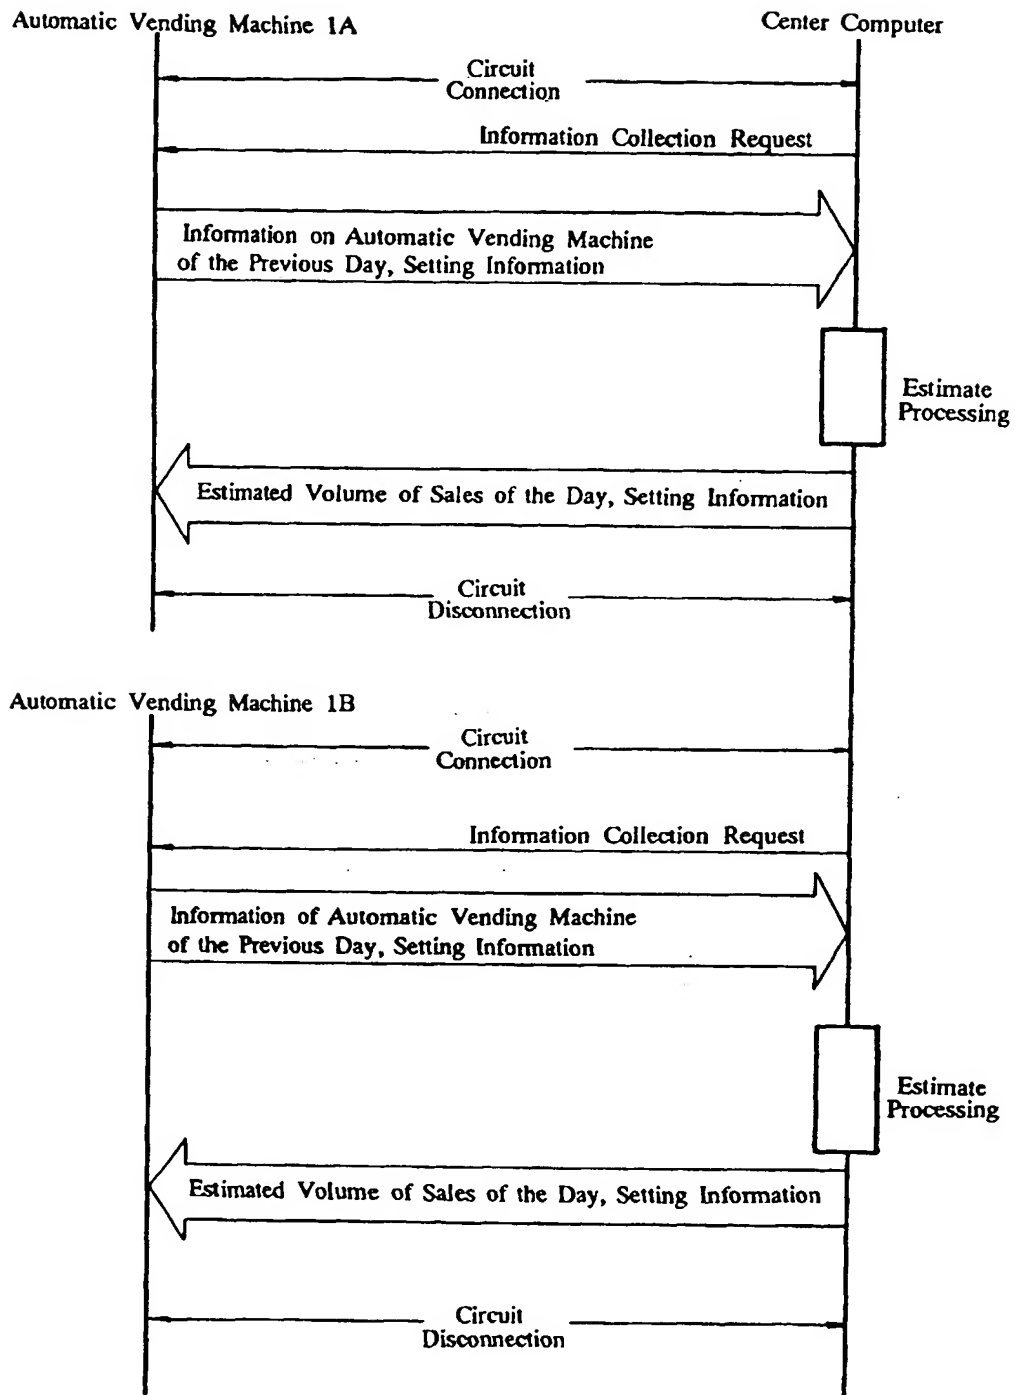 Automatic Vending Machine 1A
Center Computer
Circuit
Connection
Information Collection Request
Information on Automatic Vending Machine
of the Previous Day, Setting Information
Estimate
Processing
Estimated Volume of Sales of the Day, Setting Information
Circuit
Disconnection
Automatic Vending Machine 1B
Circuit
Connection
Information Collection Request
Information of Automatic Vending Machine
of the Previous Day, Setting Information
Estimate
Processing
Estimated Volume of Sales of the Day, Setting Information
Circuit
Disconnection